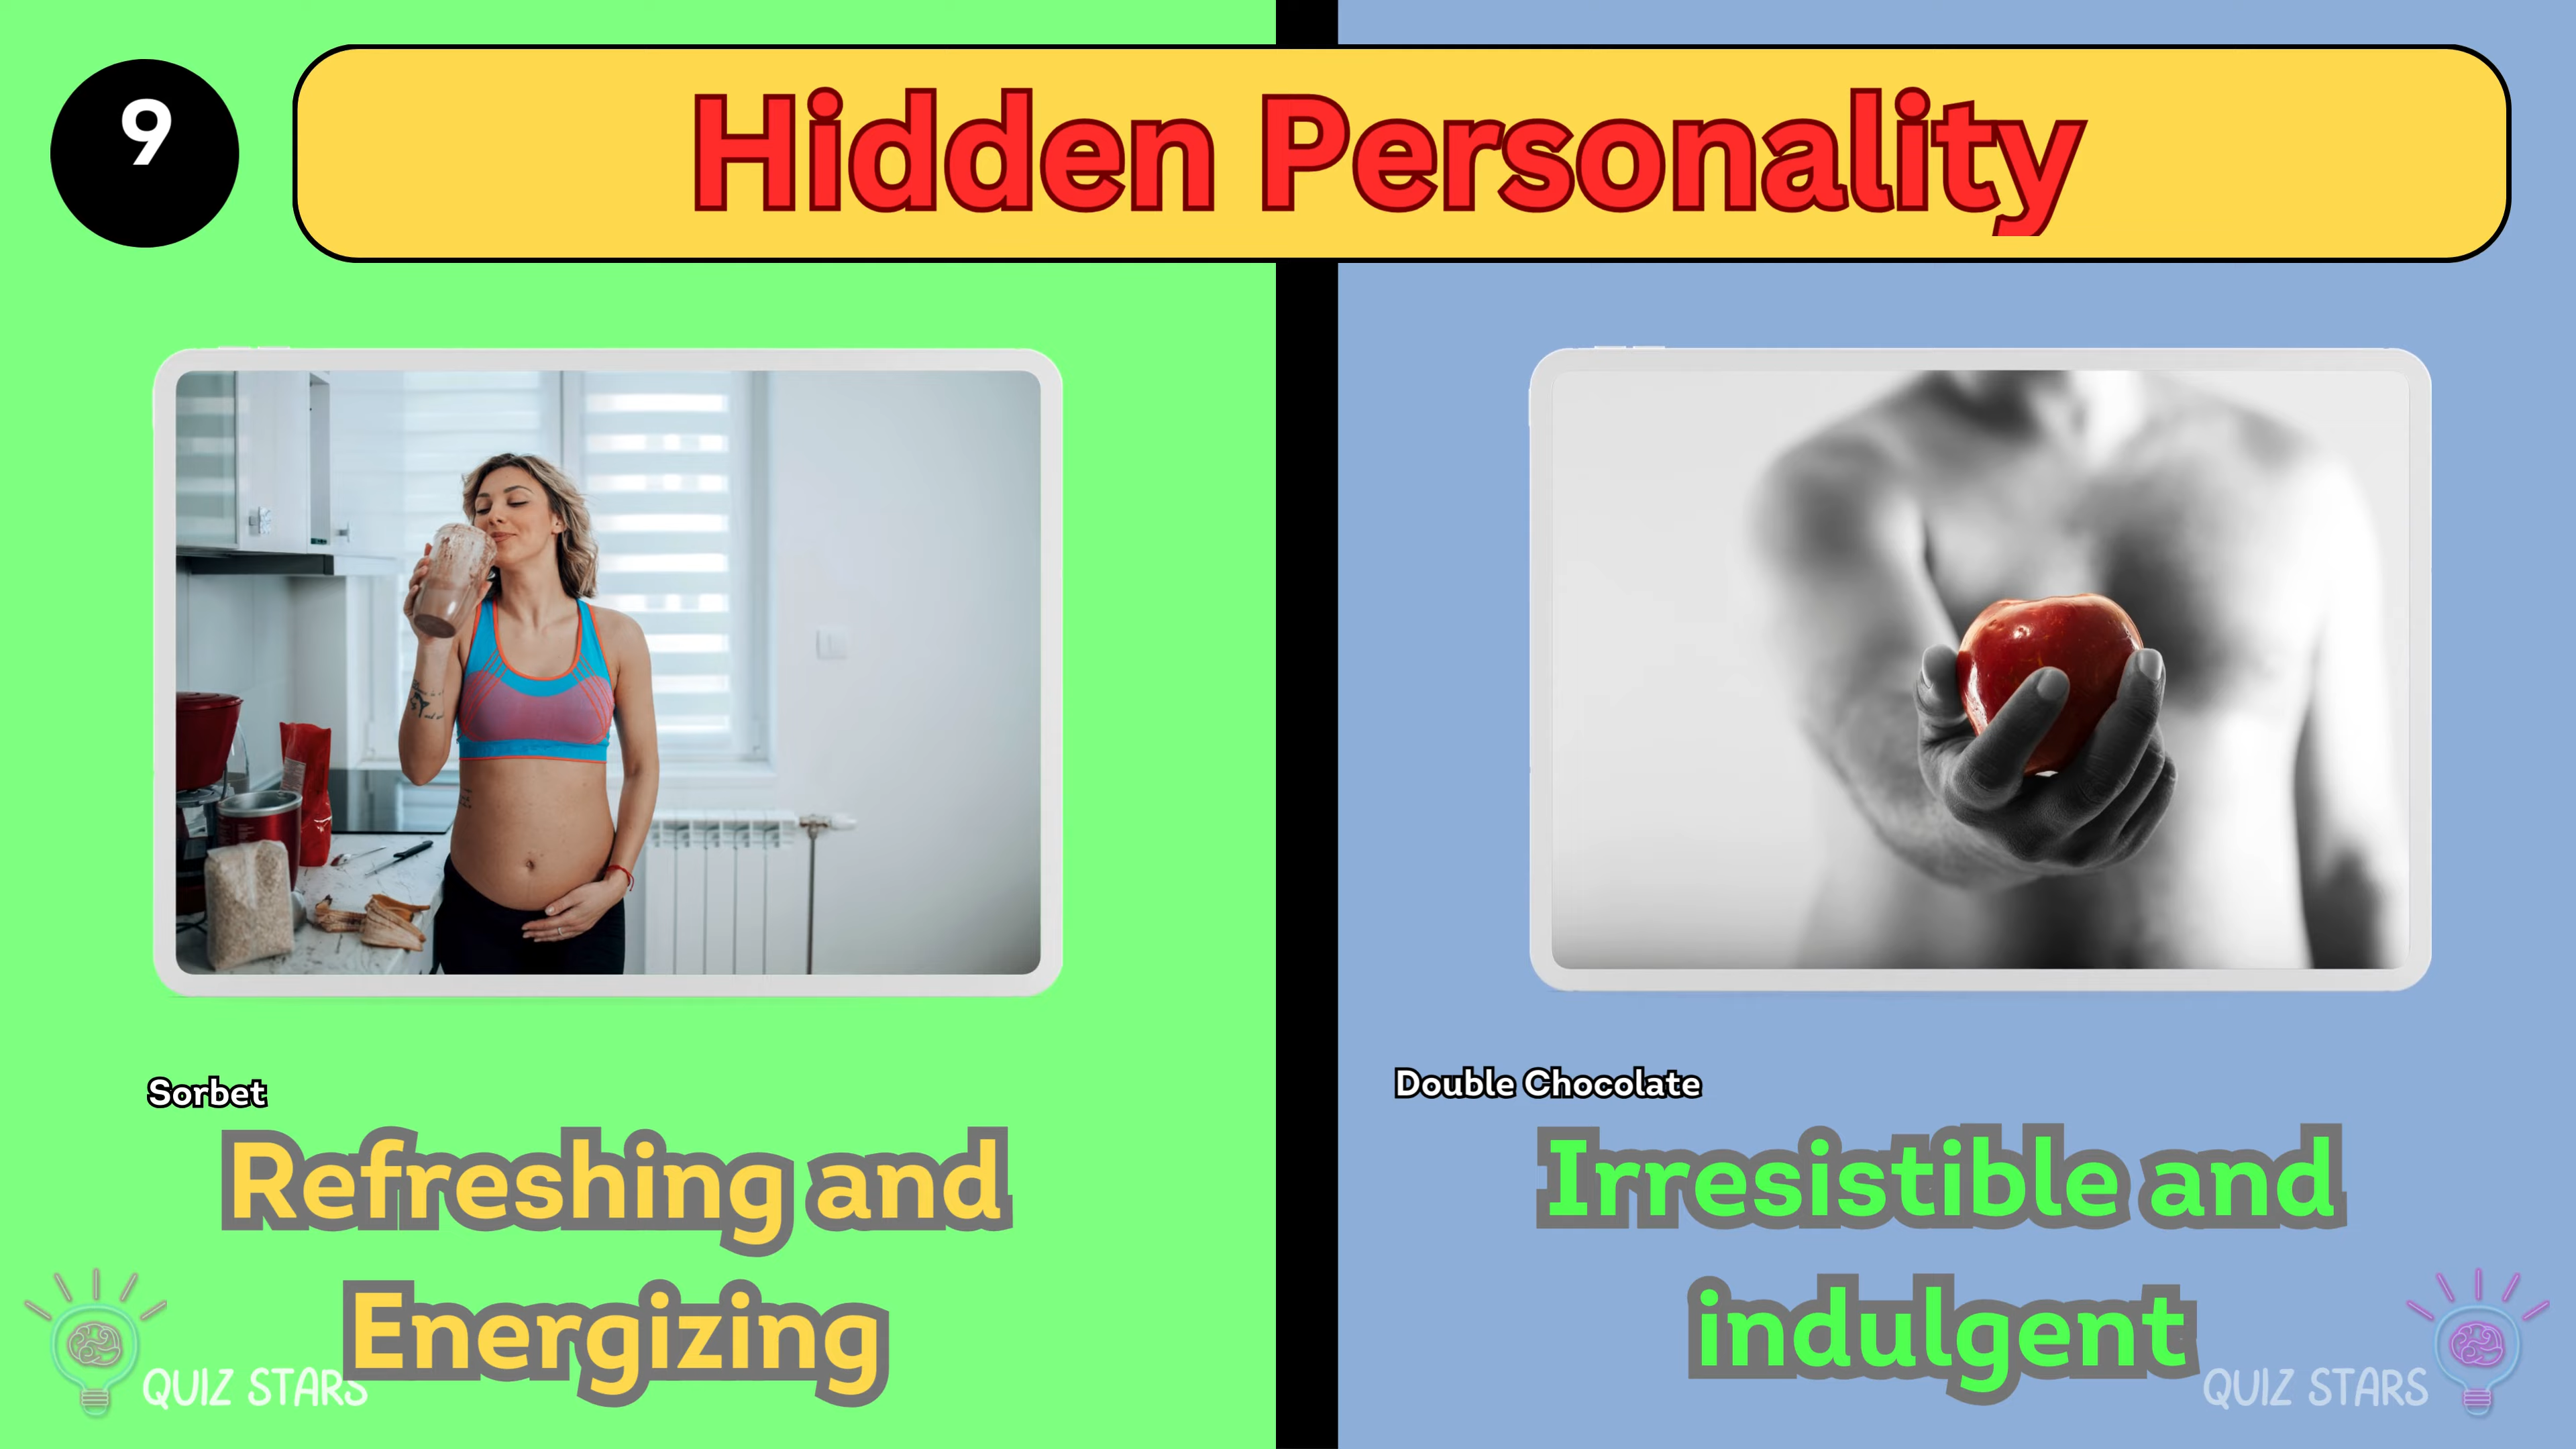 9
Hidden Personality
Sorbet
Refreshing and
Energizing
QUIZ STARS
Double Chocolate
Irresistible and
indulgent
QUIZ STARS